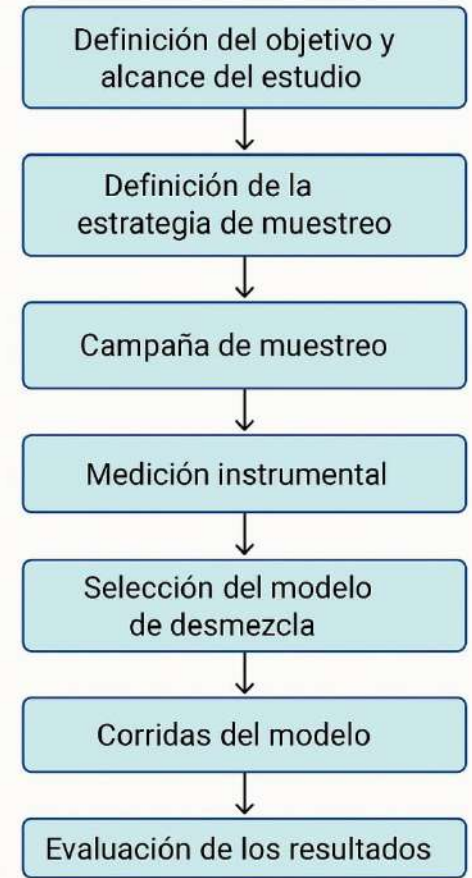 Definición del objetivo y
alcance del estudio
Definición de la
estrategia de muestreo
Campaña de muestreo
Medición instrumental
Selección del modelo
de desmezcla
Corridas del modelo
Evaluación de los resultados